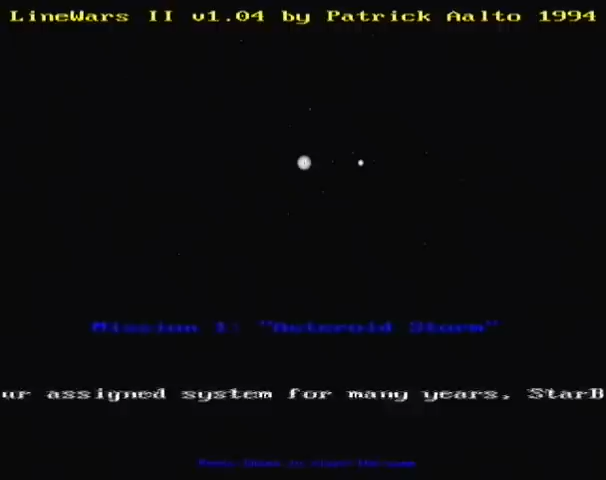 LineWars II v1.04 by Patrick Aalto 1994
Mission 1: "Asteroid Storm"
ur assigned system for many years, StarB